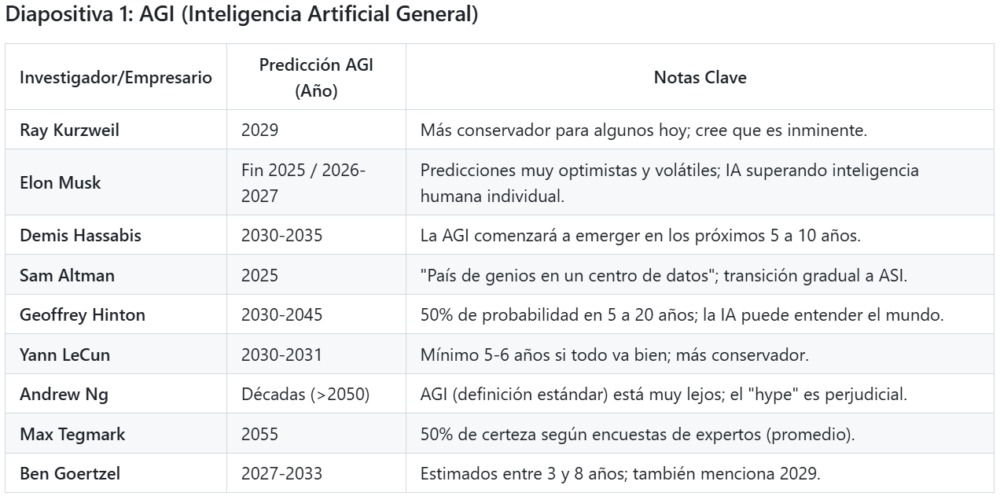 Diapositiva 1: AGI (Inteligencia Artificial General)
Investigador/Empresario
Predicción AGI
(Año)
Notas Clave
Ray Kurzweil
2029
Más conservador para algunos hoy; cree que es inminente.
Elon Musk
Fin 2025 / 2026-
2027
Predicciones muy optimistas y volátiles; IA superando inteligencia
humana individual.
Demis Hassabis
2030-2035
La AGI comenzará a emerger en los próximos 5 a 10 años.
Sam Altman
2025
"País de genios en un centro de datos"; transición gradual a ASI.
Geoffrey Hinton
2030-2045
50% de probabilidad en 5 a 20 años; la IA puede entender el mundo.
Yann LeCun
2030-2031
Mínimo 5-6 años si todo va bien; más conservador.
Andrew Ng
Décadas (>2050)
AGI (definición estándar) está muy lejos; el "hype" es perjudicial.
Max Tegmark
2055
50% de certeza según encuestas de expertos (promedio).
Ben Goertzel
2027-2033
Estimados entre 3 y 8 años; también menciona 2029.